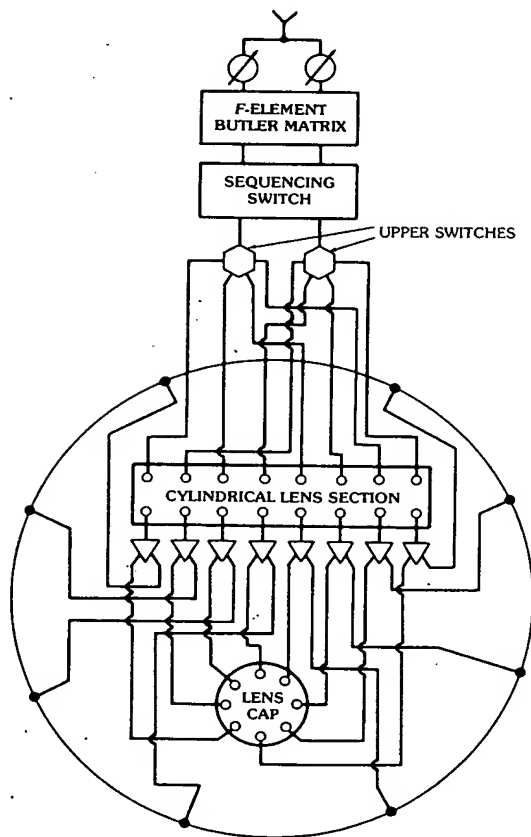 F-ELEMENT
BUTLER MATRIX
SEQUENCING
SWITCH
UPPER SWITCHES
CYLINDRICAL LENS SECTION
LENS
CAP